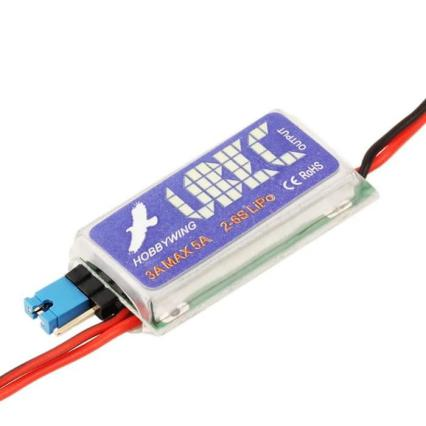 UBEC
OUTPUT
HOBBYWING
CE RoHS
3A MAX 5A 2-6S LiPo